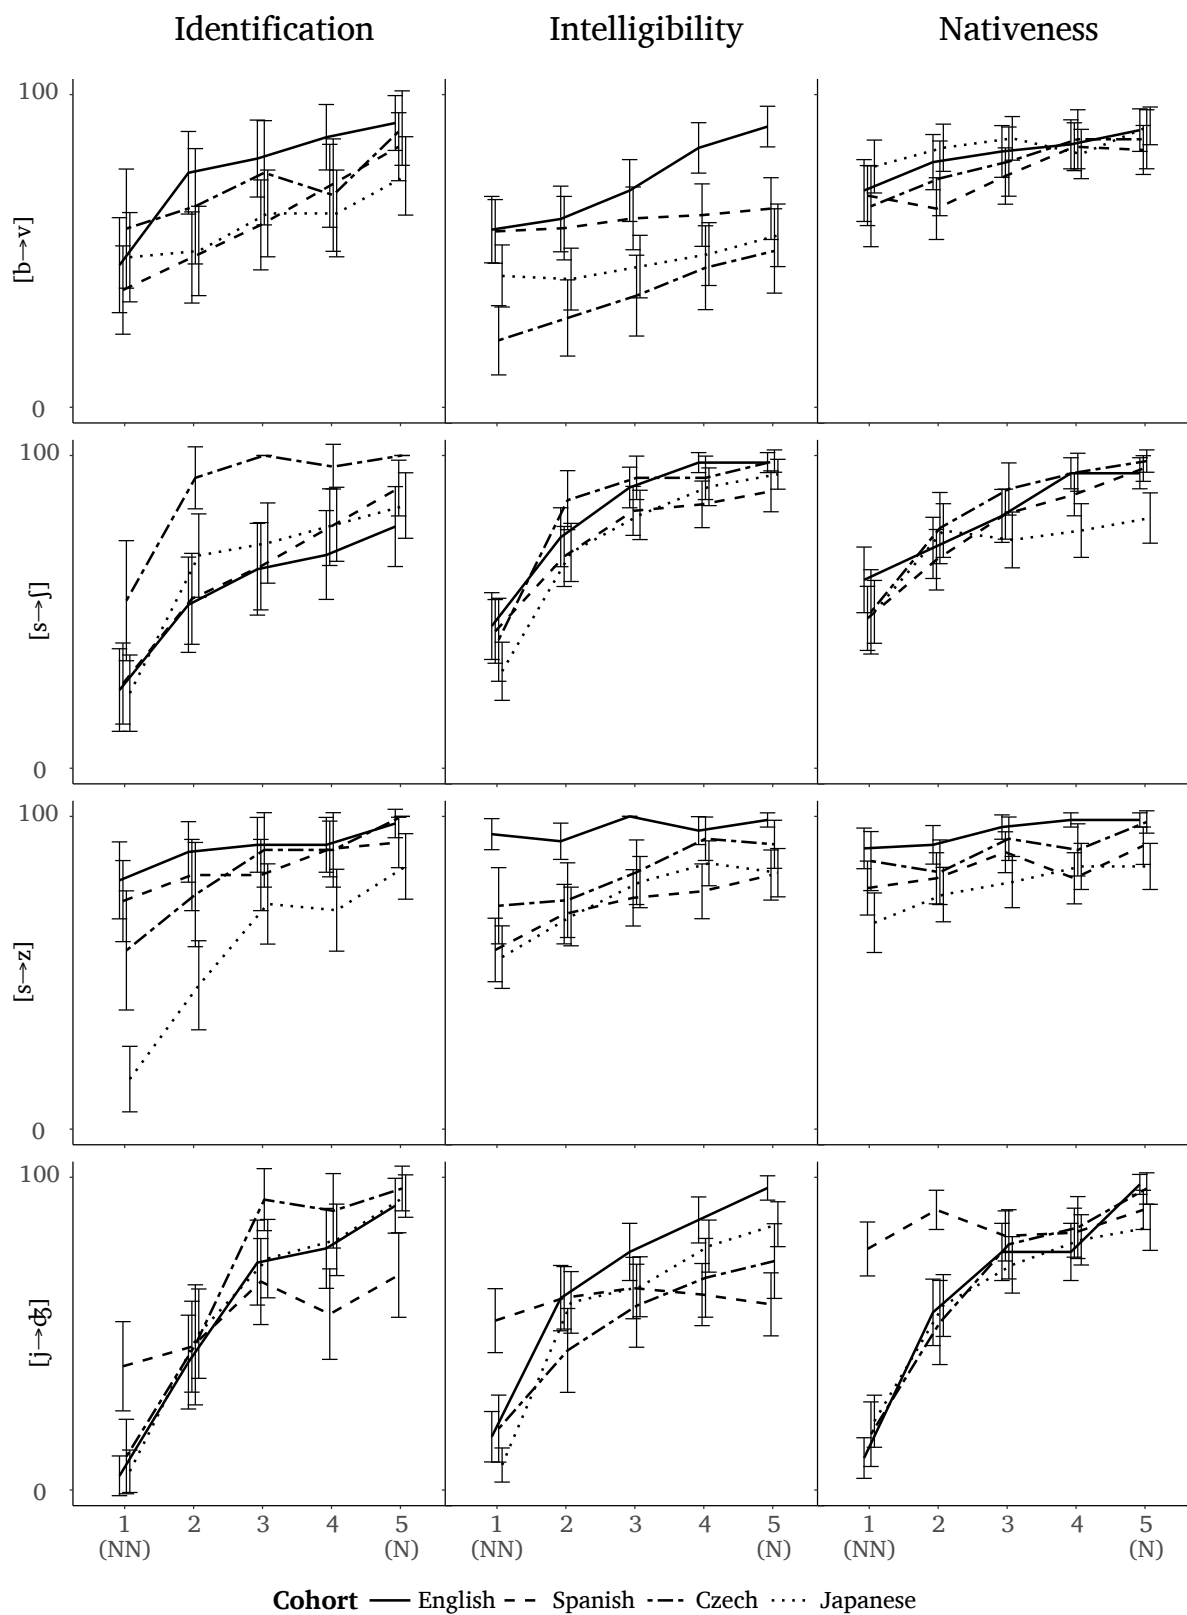 Identification Intelligibility Nativeness
100
[b→v]
0
100
[s→ʃ]
0
100
[s→z]
0
100
[j→ʤ]
0
1 2 3 4 5 1 2 3 4 5 1 2 3 4 5
(NN) (N) (NN) (N) (NN) (N)
Cohort English Spanish Czech Japanese